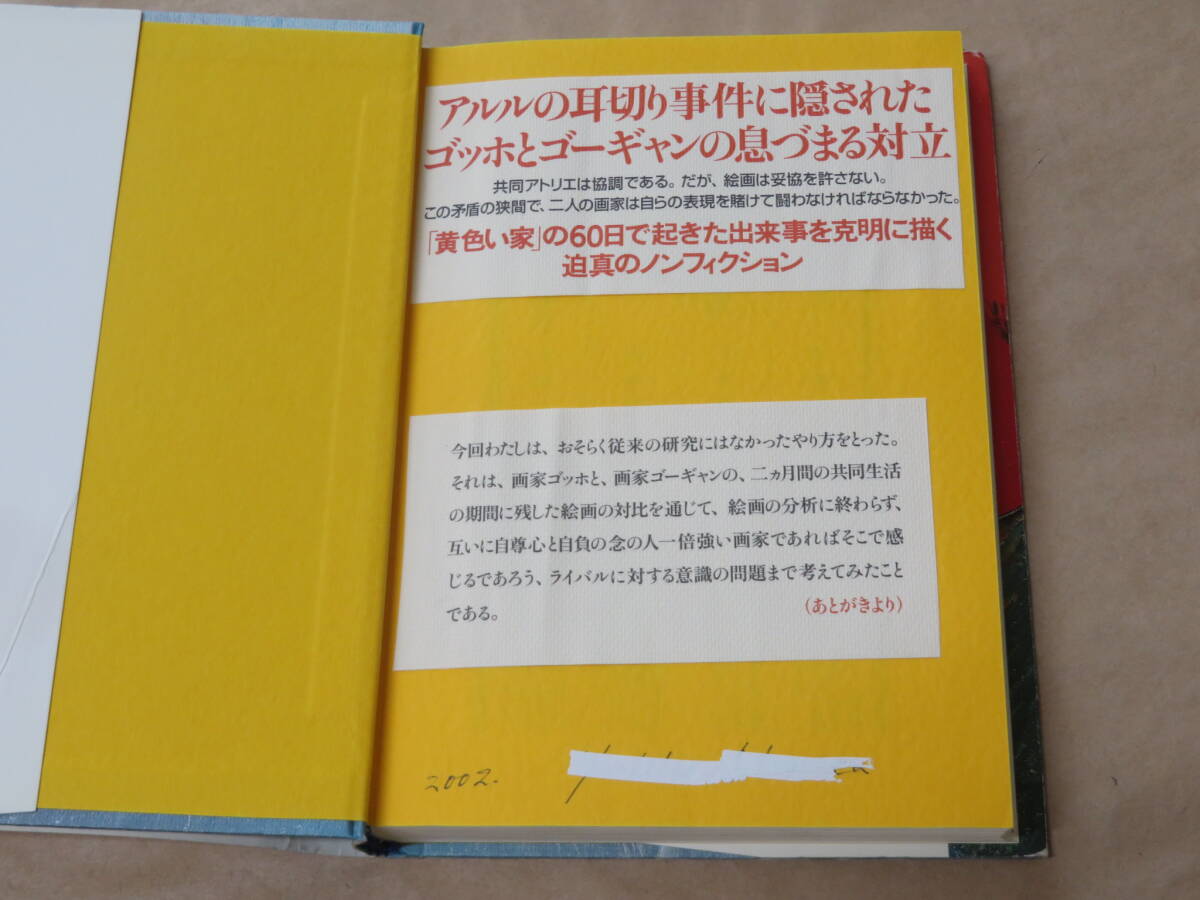 アルルの耳切り事件に隠された
ゴッホとゴーギャンの息づまる対立
共同アトリエは協調である。だが、絵画は妥協を許さない。
この矛盾の狭間で、二人の画家は自らの表現を賭けて闘わなければならなかった。
「黄色い家」の60日で起きた出来事を克明に描く
迫真のノンフィクション
今回わたしは、おそらく従来の研究にはなかったやり方をとった。
それは、画家ゴッホと、画家ゴーギャンの、二ヵ月間の共同生活
の期間に残した絵画の対比を通じて、絵画の分析に終わらず、
互いに自尊心と自負の念の人一倍強い画家であればそこで感
じるであろう、ライバルに対する意識の問題まで考えてみたこと
である。 (あとがきより)
2002.